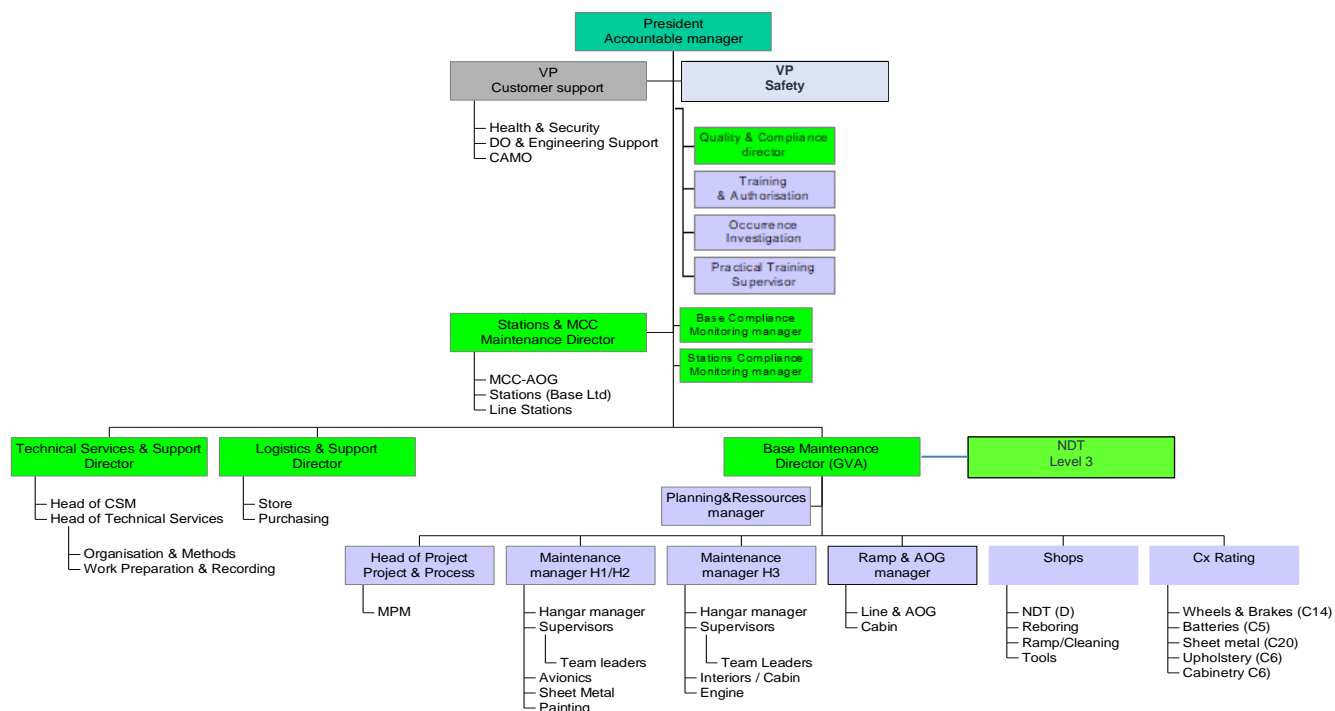 President
Accountable manager
VP
Customer support
VP
Safety
Health & Security
DO & Engineering Support
CAMO
Quality & Compliance
director
Training
& Authorisation
Occurrence
Investigation
Practical Training
Supervisor
Stations & MCC
Maintenance Director
Base Compliance
Monitoring manager
Stations Compliance
Monitoring manager
MCC-AOG
Stations (Base Ltd)
Line Stations
Technical Services & Support
Director
Logistics & Support
Director
Base Maintenance
Director (GVA)
NDT
Level 3
Head of CSM
Head of Technical Services
Organisation & Methods
Work Preparation & Recording
Store
Purchasing
Planning&Ressources
manager
Head of Project
Project & Process
MPM
Maintenance
manager H1/H2
Hangar manager
Supervisors
Team leaders
Avionics
Sheet Metal
Painting
Maintenance
manager H3
Hangar manager
Supervisors
Team Leaders
Interiors / Cabin
Engine
Ramp & AOG
manager
Line & AOG
Cabin
Shops
NDT (D)
Reboring
Ramp/Cleaning
Tools
Cx Rating
Wheels & Brakes (C14)
Batteries (C5)
Sheet metal (C20)
Upholstery (C6)
Cabinetry C6)